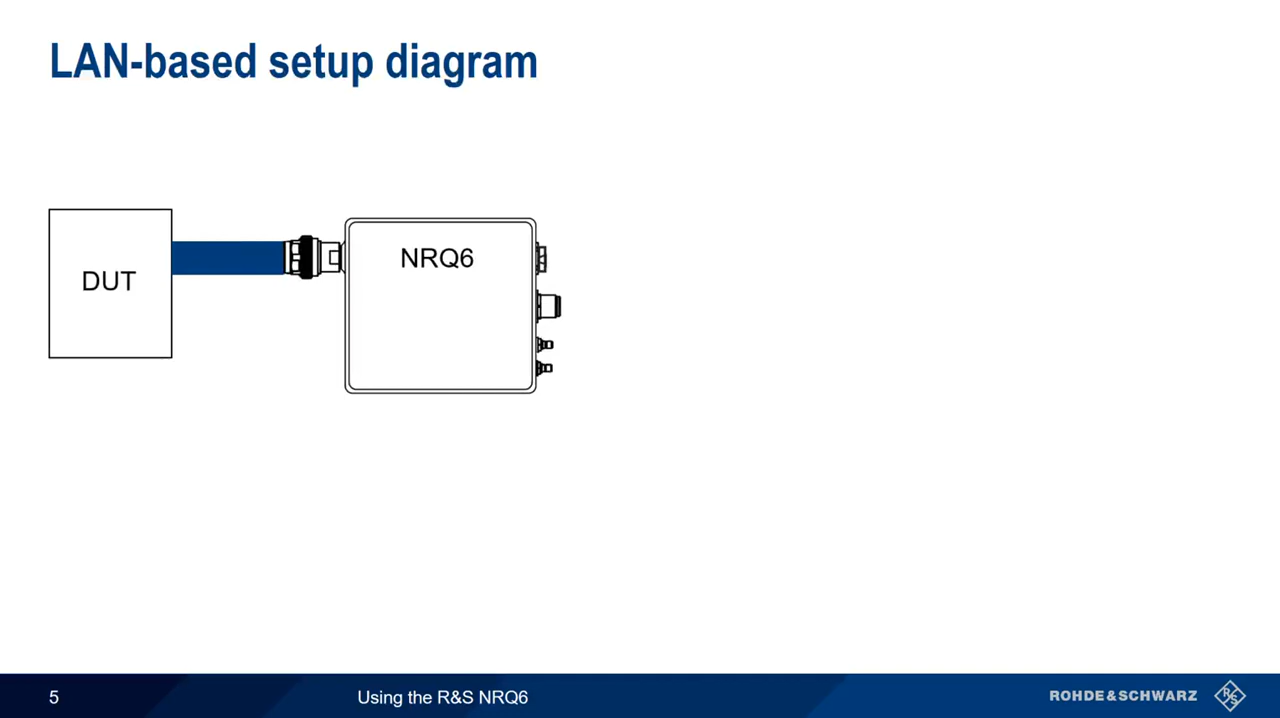 LAN-based setup diagram
DUT
NRQ6
5
Using the R&S NRQ6
ROHDE&SCHWARZ
R&S